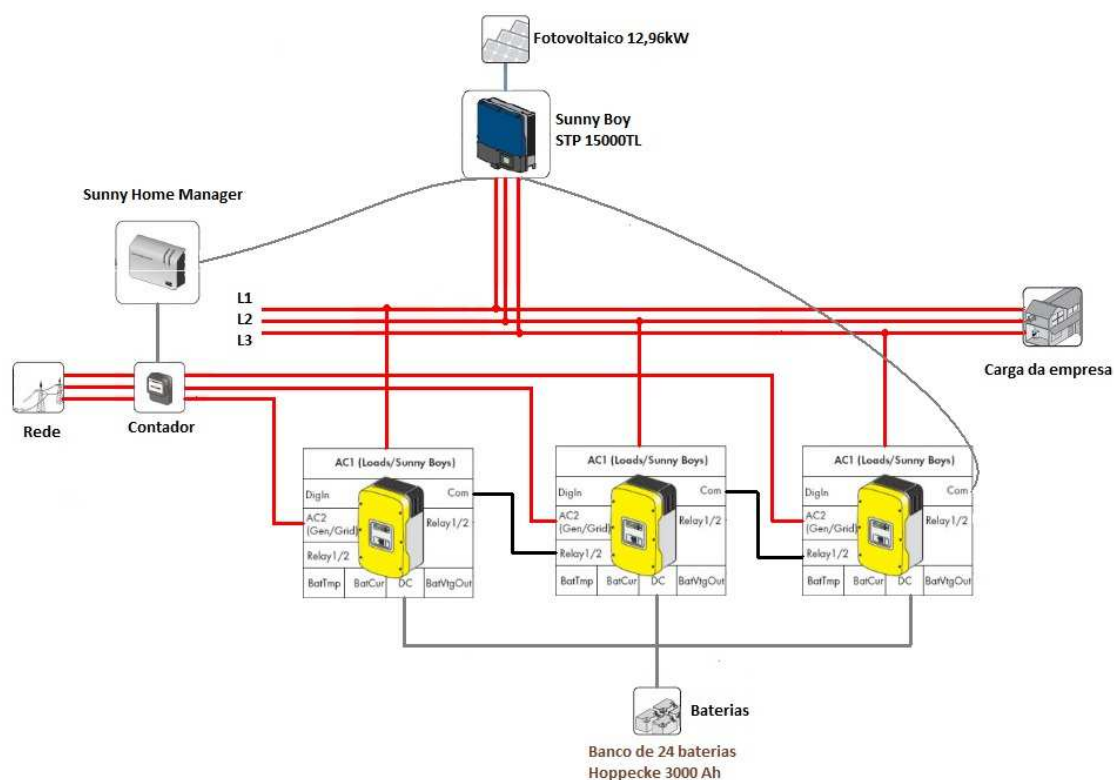 Fotovoltaico 12,96kW
Sunny Boy
STP 15000TL
Sunny Home Manager
L1
L2
L3
Carga da empresa
Rede
Contador
AC1 (Loads/Sunny Boys)
DigIn
Com
AC2
(Gen/Grid)
Relay1/2
Relay1/2
BatTmp
BatCur
DC
BatVtgOut
AC1 (Loads/Sunny Boys)
DigIn
Com
AC2
(Gen/Grid)
Relay1/2
Relay1/2
BatTmp
BatCur
DC
BatVtgOut
AC1 (Loads/Sunny Boys)
DigIn
Com
AC2
(Gen/Grid)
Relay1/2
Relay1/2
BatTmp
BatCur
DC
BatVtgOut
Baterias
Banco de 24 baterias
Hoppecke 3000 Ah